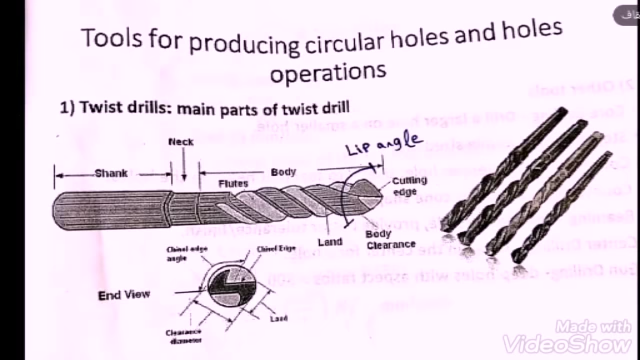 Tools for producing circular holes and holes
operations
1) Twist drills: main parts of twist drill
Neck
Lip angle
Shank
Body
Flutes
Cutting
edge
Land
Body
Clearance
Chisel edge
angle
Chisel Edge
End View
Land
Clearance
diameter
Made with
VideoShow